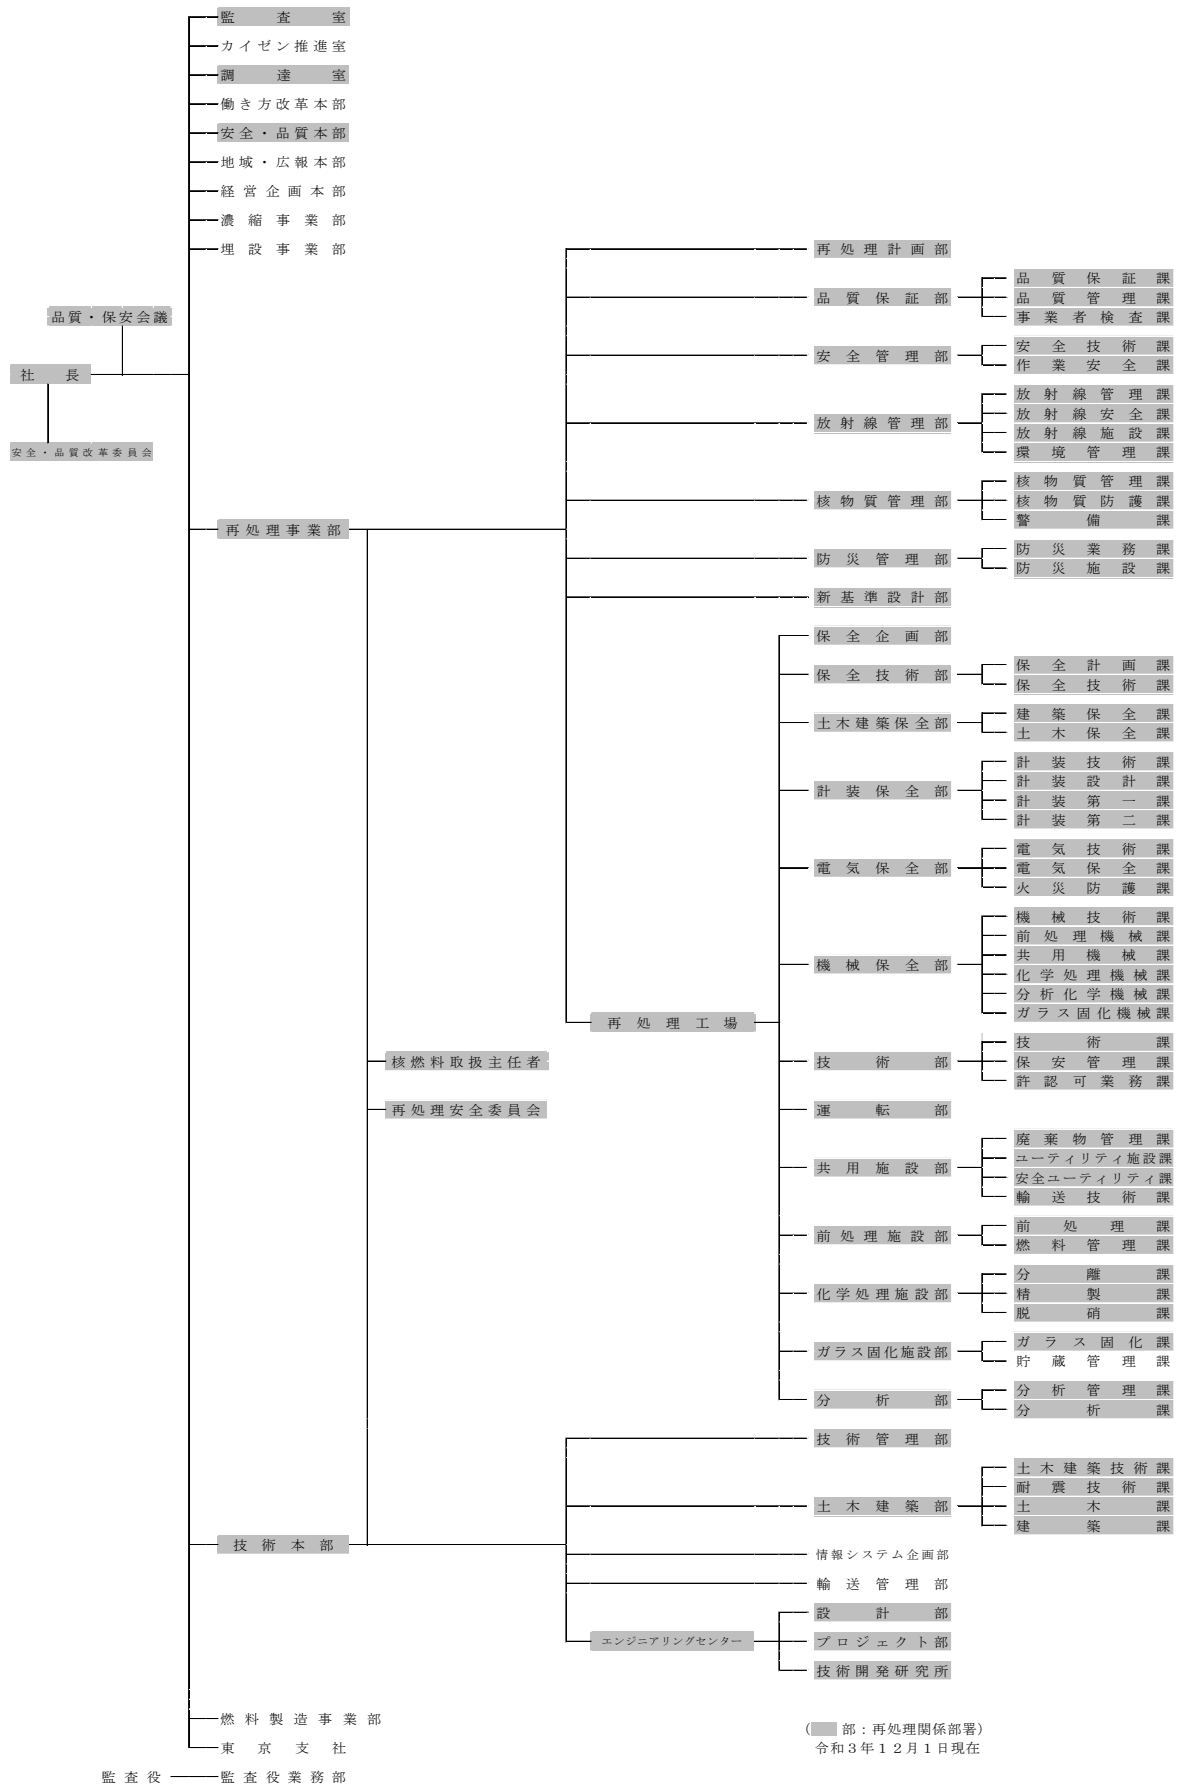 監査室
カイゼン推進室
調達室
働き方改革本部
安全・品質本部
地域・広報本部
経営企画本部
濃縮事業部
埋設事業部
品質・保安会議
社長
安全・品質改革委員会
再処理事業部
再処理計画部
品質保証部
品質保証課
品質管理課
事業者検査課
安全管理部
安全技術課
作業安全課
放射線管理部
放射線管理課
放射線安全課
放射線施設課
環境管理課
核物質管理部
核物質管理課
核物質防護課
警備課
防災管理部
防災業務課
防災施設課
新基準設計部
再処理工場
保全企画部
保全技術部
保全計画課
保全技術課
土木建築保全部
建築保全課
土木保全課
計装保全部
計装技術課
計装設計課
計装第一課
計装第二課
電気保全部
電気技術課
電気保全課
火災防護課
機械保全部
機械技術課
前処理機械課
共用機械課
化学処理機械課
分析化学機械課
ガラス固化機械課
技術部
技術課
保安管理課
許認可業務課
運転部
共用施設部
廃棄物管理課
ユーティリティ施設課
安全ユーティリティ課
輸送技術課
前処理施設部
前処理課
燃料管理課
化学処理施設部
分離課
精製課
脱硝課
ガラス固化施設部
ガラス固化課
貯蔵管理課
分析部
分析管理課
分析課
核燃料取扱主任者
再処理安全委員会
技術本部
技術管理部
土木建築部
土木建築技術課
耐震技術課
土木課
建築課
情報システム企画部
輸送管理部
エンジニアリングセンター
設計部
プロジェクト部
技術開発研究所
燃料製造事業部
東京支社
監査役 監査役業務部
(部：再処理関係部署)
令和３年１２月１日現在